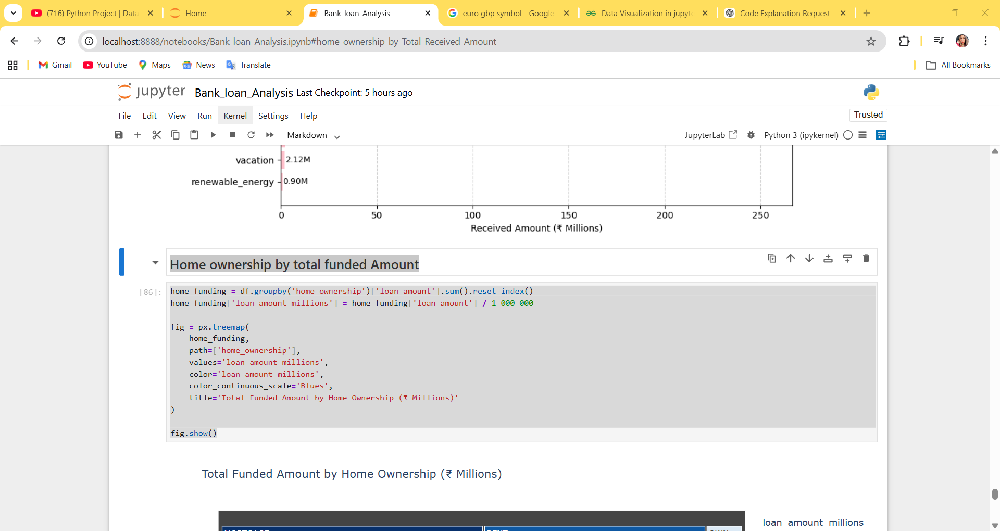 (716) Python Project | Data
Home
Bank_loan_Analysis
euro gbp symbol - Google
Data Visualization in jupyte
Code Explanation Request
localhost:8888/notebooks/Bank_loan_Analysis.ipynb#home-ownership-by-Total-Received-Amount
Gmail
YouTube
Maps
News
Translate
All Bookmarks
jupyter
Bank_loan_Analysis Last Checkpoint: 5 hours ago
File Edit View Run Kernel Settings Help
Trusted
Markdown
JupyterLab
Python 3 (ipykernel)
vacation
2.12M
renewable_energy
0.90M
0 50 100 150 200 250
Received Amount (₹ Millions)
Home ownership by total funded Amount
[86]:
home_funding = df.groupby('home_ownership')['loan_amount'].sum().reset_index()
home_funding['loan_amount_millions'] = home_funding['loan_amount'] / 1_000_000
fig = px.treemap(
home_funding,
path=['home_ownership'],
values='loan_amount_millions',
color='loan_amount_millions',
color_continuous_scale='Blues',
title='Total Funded Amount by Home Ownership (₹ Millions)'
)
fig.show()
Total Funded Amount by Home Ownership (₹ Millions)
loan_amount_millions